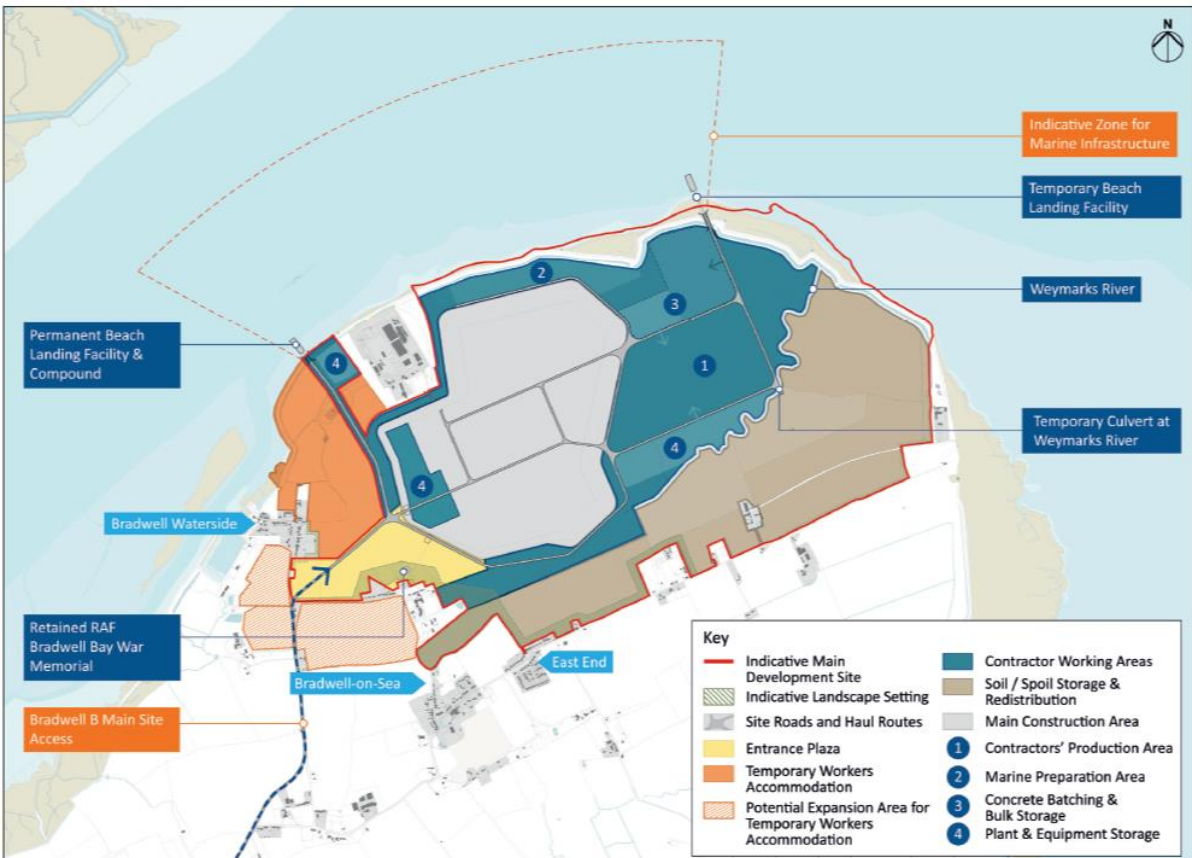 N
Indicative Zone for
Marine Infrastructure
Temporary Beach
Landing Facility
Weymarks River
Permanent Beach
Landing Facility &
Compound
2
3
4
1
4
4
Temporary Culvert at
Weymarks River
Bradwell Waterside
Retained RAF
Bradwell Bay War
Memorial
East End
Bradwell-on-Sea
Bradwell B Main Site
Access
Key
Indicative Main
Development Site
Indicative Landscape Setting
Site Roads and Haul Routes
Entrance Plaza
Temporary Workers
Accommodation
Potential Expansion Area for
Temporary Workers
Accommodation
Contractor Working Areas
Soil / Spoil Storage &
Redistribution
Main Construction Area
1 Contractors' Production Area
2 Marine Preparation Area
3 Concrete Batching &
Bulk Storage
4 Plant & Equipment Storage